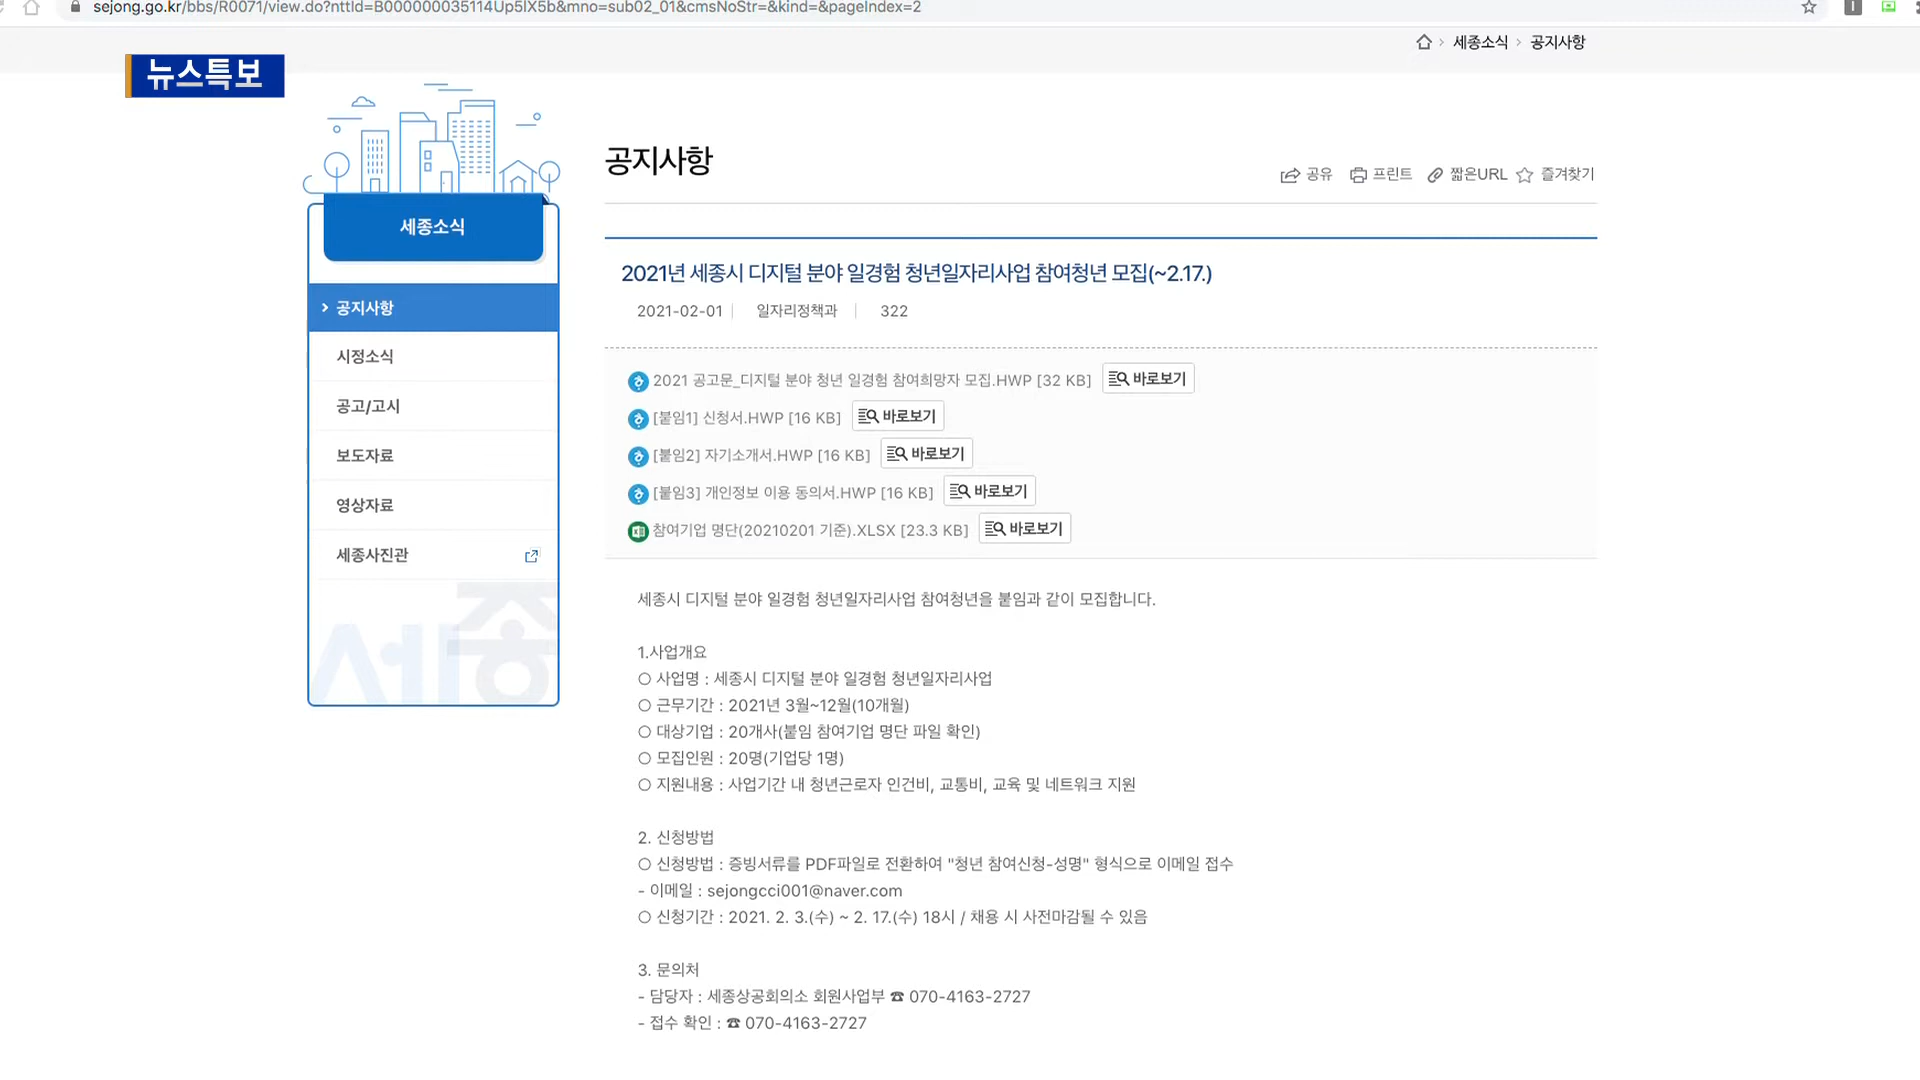 sejong.go.kr/bbs/R0071/view.do?nttId=B000000035114Up5lX5b&mno=sub02_01&cmsNoStr=&kind=&pageIndex=2
세종소식 > 공지사항
뉴스특보
공지사항
공유 프린트 짧은URL 즐겨찾기
세종소식
공지사항
시정소식
공고/고시
보도자료
영상자료
세종사진관
세종
2021년 세종시 디지털 분야 일경험 청년일자리사업 참여청년 모집(~2.17.)
2021-02-01 | 일자리정책과 | 322
2021 공고문_디지털 분야 청년 일경험 참여희망자 모집.HWP [32 KB] 바로보기
[붙임1] 신청서.HWP [16 KB] 바로보기
[붙임2] 자기소개서.HWP [16 KB] 바로보기
[붙임3] 개인정보 이용 동의서.HWP [16 KB] 바로보기
참여기업 명단(20210201 기준).XLSX [23.3 KB] 바로보기
세종시 디지털 분야 일경험 청년일자리사업 참여청년을 붙임과 같이 모집합니다.
1.사업개요
○ 사업명 : 세종시 디지털 분야 일경험 청년일자리사업
○ 근무기간 : 2021년 3월~12월(10개월)
○ 대상기업 : 20개사(붙임 참여기업 명단 파일 확인)
○ 모집인원 : 20명(기업당 1명)
○ 지원내용 : 사업기간 내 청년근로자 인건비, 교통비, 교육 및 네트워크 지원
2. 신청방법
○ 신청방법 : 증빙서류를 PDF파일로 전환하여 "청년 참여신청-성명" 형식으로 이메일 접수
- 이메일 : sejongcci001@naver.com
○ 신청기간 : 2021. 2. 3.(수) ~ 2. 17.(수) 18시 / 채용 시 사전마감될 수 있음
3. 문의처
- 담당자 : 세종상공회의소 회원사업부 ☎ 070-4163-2727
- 접수 확인 : ☎ 070-4163-2727